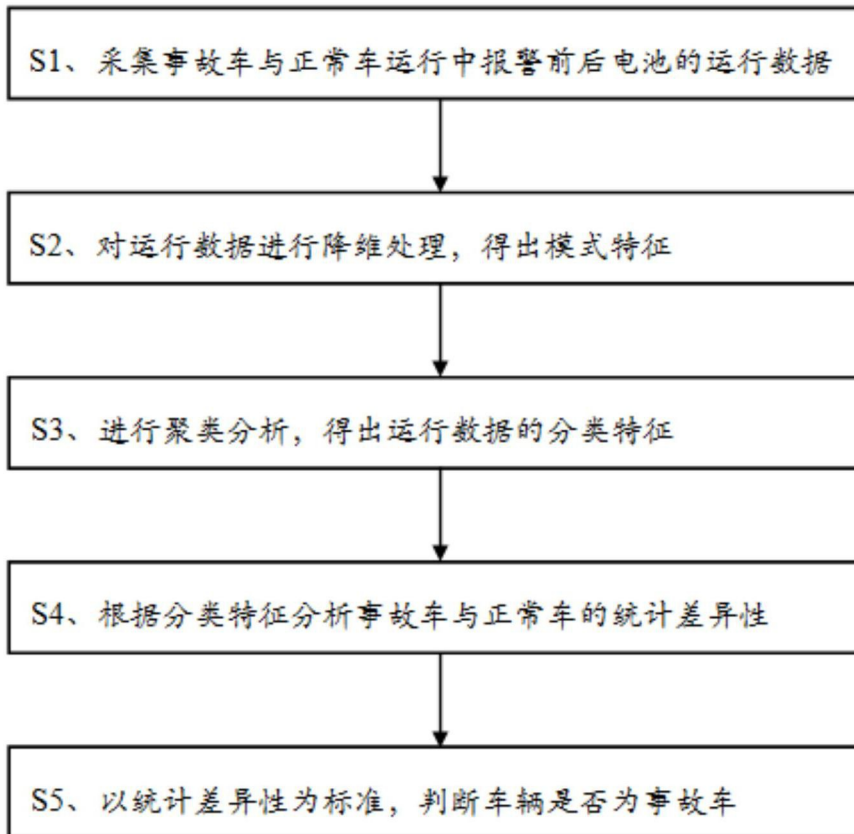 S1、采集事故车与正常车运行中报警前后电池的运行数据
S2、对运行数据进行降维处理，得出模式特征
S3、进行聚类分析，得出运行数据的分类特征
S4、根据分类特征分析事故车与正常车的统计差异性
S5、以统计差异性为标准，判断车辆是否为事故车